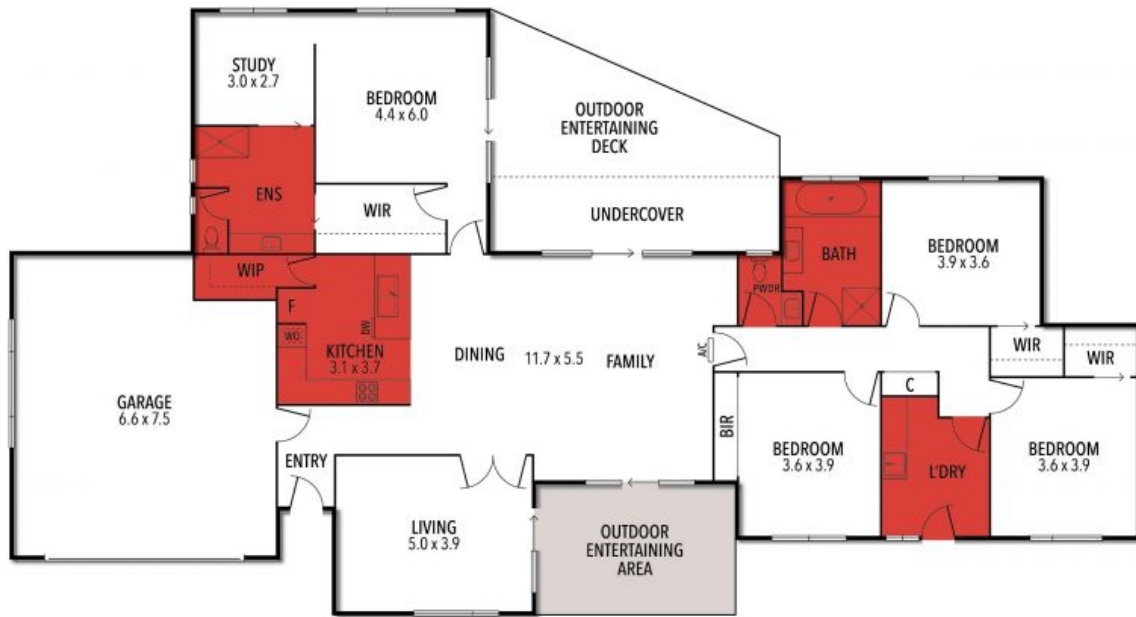 STUDY
3.0 x 2.7
BEDROOM
4.4 x 6.0
OUTDOOR
ENTERTAINING
DECK
ENS
WIR
UNDERCOVER
BATH
BEDROOM
3.9 x 3.6
WIP
PWDR
F
WO
DW
KITCHEN
3.1 x 3.7
DINING
11.7 x 5.5
FAMILY
A/C
WIR
WIR
GARAGE
6.6 x 7.5
C
BIR
BEDROOM
3.6 x 3.9
BEDROOM
3.6 x 3.9
ENTRY
L'DRY
LIVING
5.0 x 3.9
OUTDOOR
ENTERTAINING
AREA